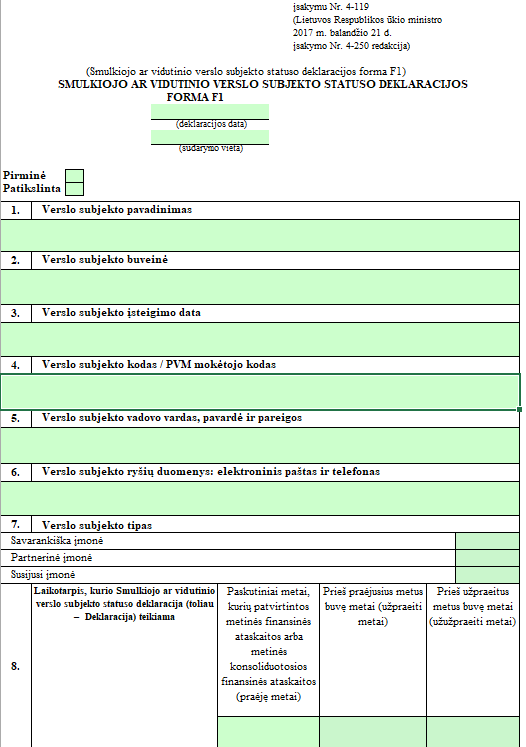 įsakymu Nr. 4-119
(Lietuvos Respublikos ūkio ministro
2017 m. balandžio 21 d.
įsakymo Nr. 4-250 redakcija)
(Smulkiojo ar vidutinio verslo subjekto statuso deklaracijos forma F1)
SMULKIOJO AR VIDUTINIO VERSLO SUBJEKTO STATUSO DEKLARACIJOS
FORMA F1
(deklaracijos data)
(sudarymo vieta)
Pirminė
Patikslinta
1. Verslo subjekto pavadinimas
2. Verslo subjekto buveinė
3. Verslo subjekto įsteigimo data
4. Verslo subjekto kodas / PVM mokėtojo kodas
5. Verslo subjekto vadovo vardas, pavardė ir pareigos
6. Verslo subjekto ryšių duomenys: elektroninis paštas ir telefonas
7. Verslo subjekto tipas
Savarankiška įmonė
Partnerinė įmonė
Susijusi įmonė
8.
Laikotarpis, kurio Smulkiojo ar vidutinio
verslo subjekto statuso deklaracija (toliau
– Deklaracija) teikiama
Paskutiniai metai,
kurių patvirtintos
metinės finansinės
ataskaitos arba
metinės
konsoliduotosios
finansinės ataskaitos
(praėję metai)
Prieš praėjusius metus
buvę metai (užpraeiti
metai)
Prieš užpraeitus
metus buvę metai
(užužpraeiti metai)